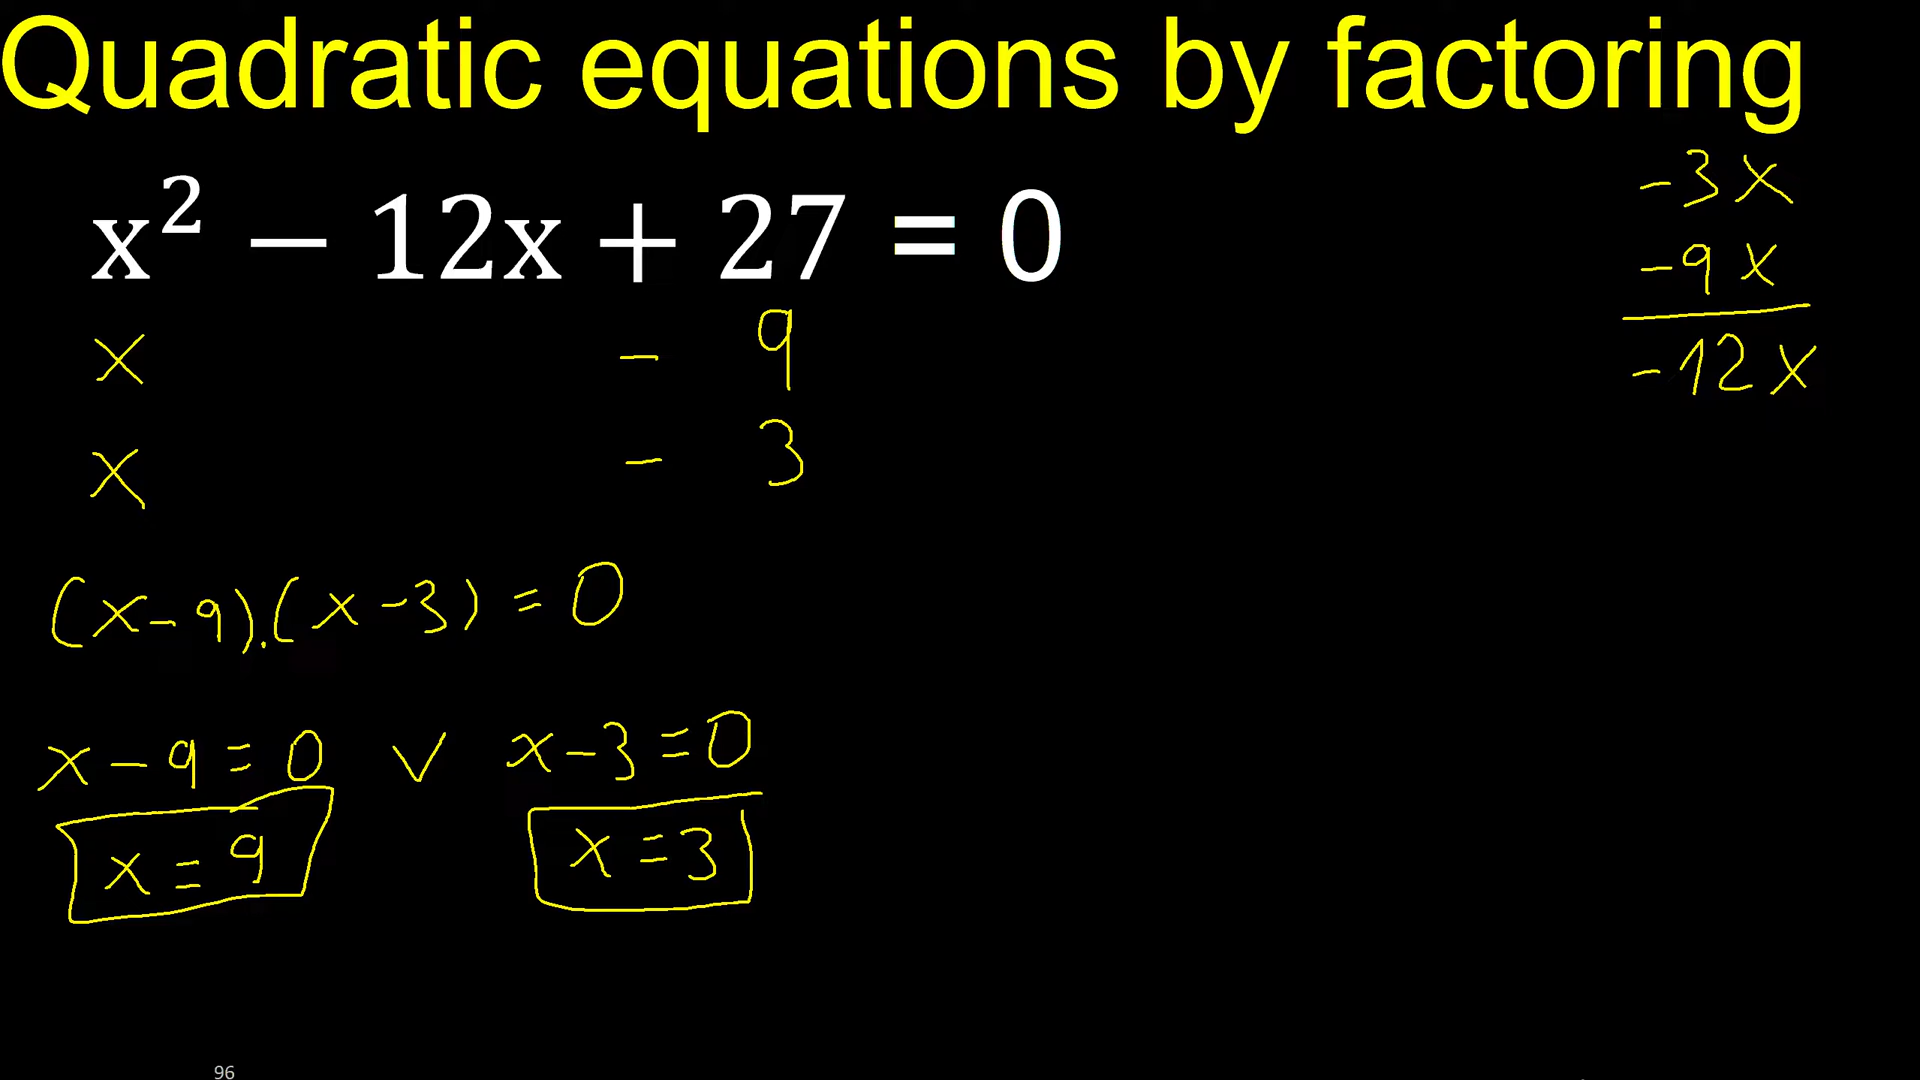 Quadratic equations by factoring
x² − 12x + 27 = 0
-3x
-9x
-12x
x - 9
x - 3
(x-9).(x-3) = 0
x-9=0 v x-3=0
x=9 x=3
96